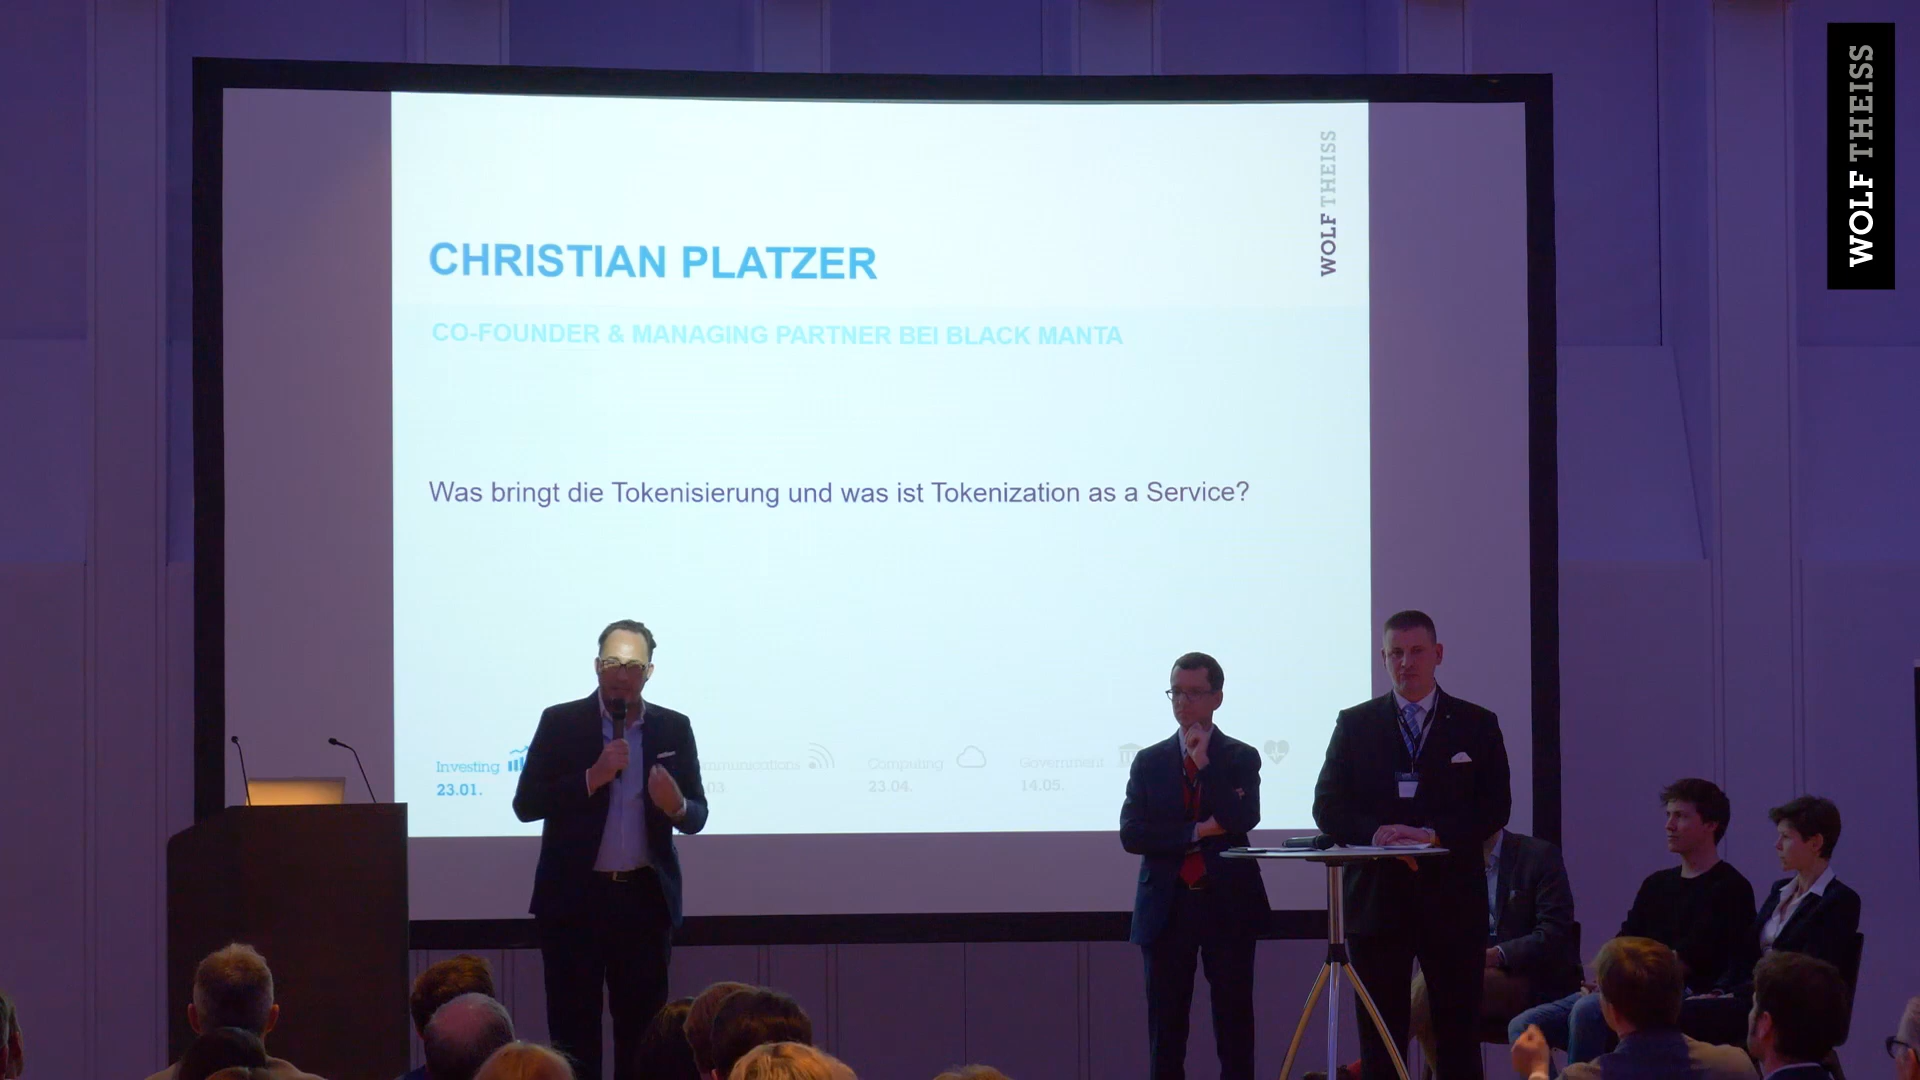 WOLF THEISS
WOLF THEISS
CHRISTIAN PLATZER
CO-FOUNDER & MANAGING PARTNER BEI BLACK MANTA
Was bringt die Tokenisierung und was ist Tokenization as a Service?
Investing
23.01.
Computing
23.04.
Government
14.05.